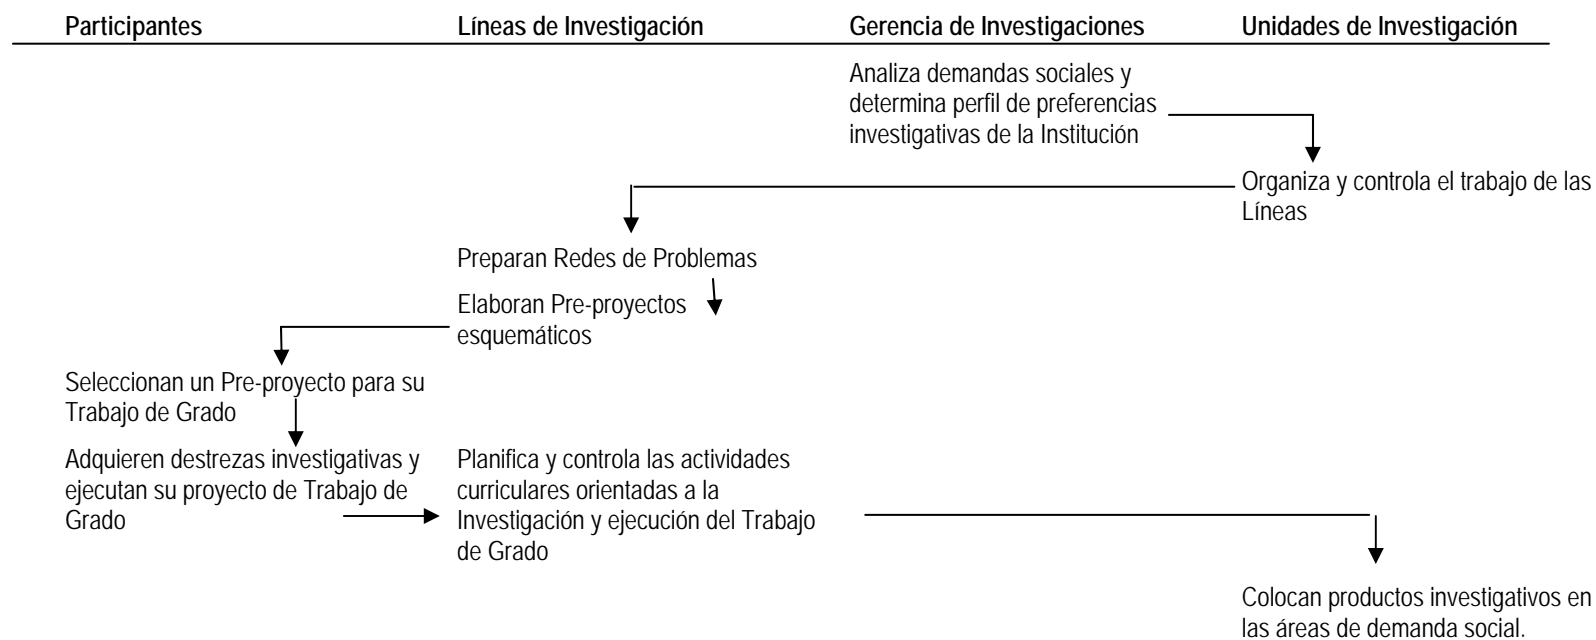 Participantes Líneas de Investigación Gerencia de Investigaciones Unidades de Investigación
Analiza demandas sociales y
determina perfil de preferencias
investigativas de la Institución
Organiza y controla el trabajo de las
Líneas
Preparan Redes de Problemas
Elaboran Pre-proyectos
esquemáticos
Seleccionan un Pre-proyecto para su
Trabajo de Grado
Adquieren destrezas investigativas y
ejecutan su proyecto de Trabajo de
Grado
Planifica y controla las actividades
curriculares orientadas a la
Investigación y ejecución del Trabajo
de Grado
Colocan productos investigativos en
las áreas de demanda social.